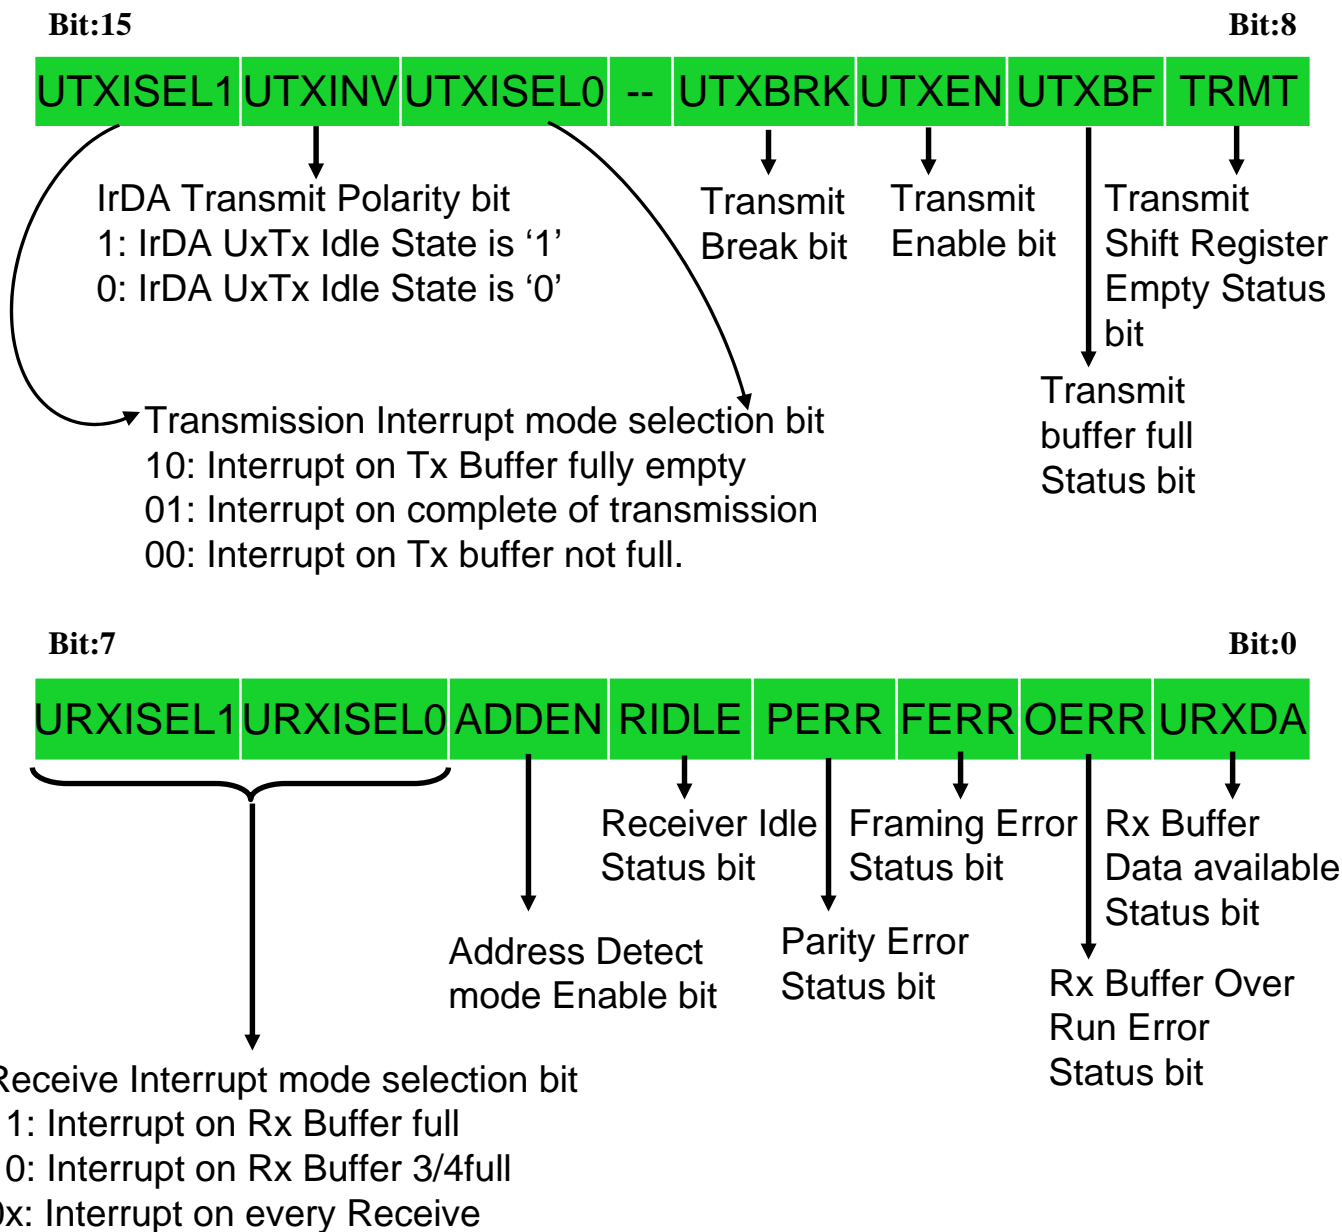 Bit:15 Bit:8
UTXISEL1 UTXINV UTXISEL0 -- UTXBRK UTXEN UTXBF TRMT
IrDA Transmit Polarity bit
1: IrDA UxTx Idle State is ‘1’
0: IrDA UxTx Idle State is ‘0’
Transmit
Break bit
Transmit
Enable bit
Transmit
Shift Register
Empty Status
bit
Transmit
buffer full
Status bit
Transmission Interrupt mode selection bit
10: Interrupt on Tx Buffer fully empty
01: Interrupt on complete of transmission
00: Interrupt on Tx buffer not full.
Bit:7 Bit:0
URXISEL1 URXISEL0 ADDEN RIDLE PERR FERR OERR URXDA
Receiver Idle
Status bit
Framing Error
Status bit
Rx Buffer
Data available
Status bit
Address Detect
mode Enable bit
Parity Error
Status bit
Rx Buffer Over
Run Error
Status bit
Receive Interrupt mode selection bit
1: Interrupt on Rx Buffer full
0: Interrupt on Rx Buffer 3/4full
0x: Interrupt on every Receive